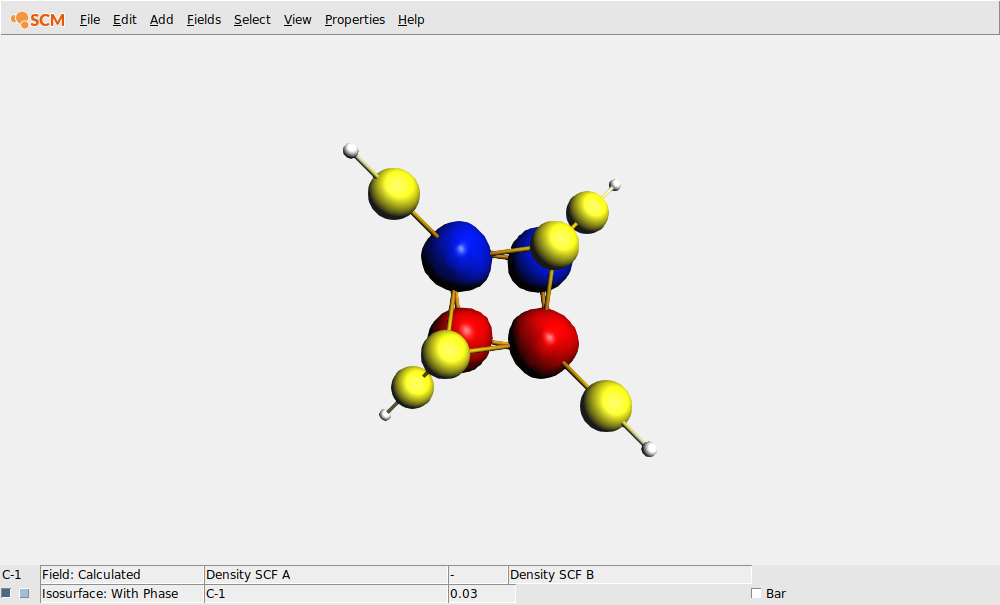 SCM File Edit Add Fields Select View Properties Help
C-1 Field: Calculated Density SCF A - Density SCF B
Isosurface: With Phase C-1 0.03 Bar